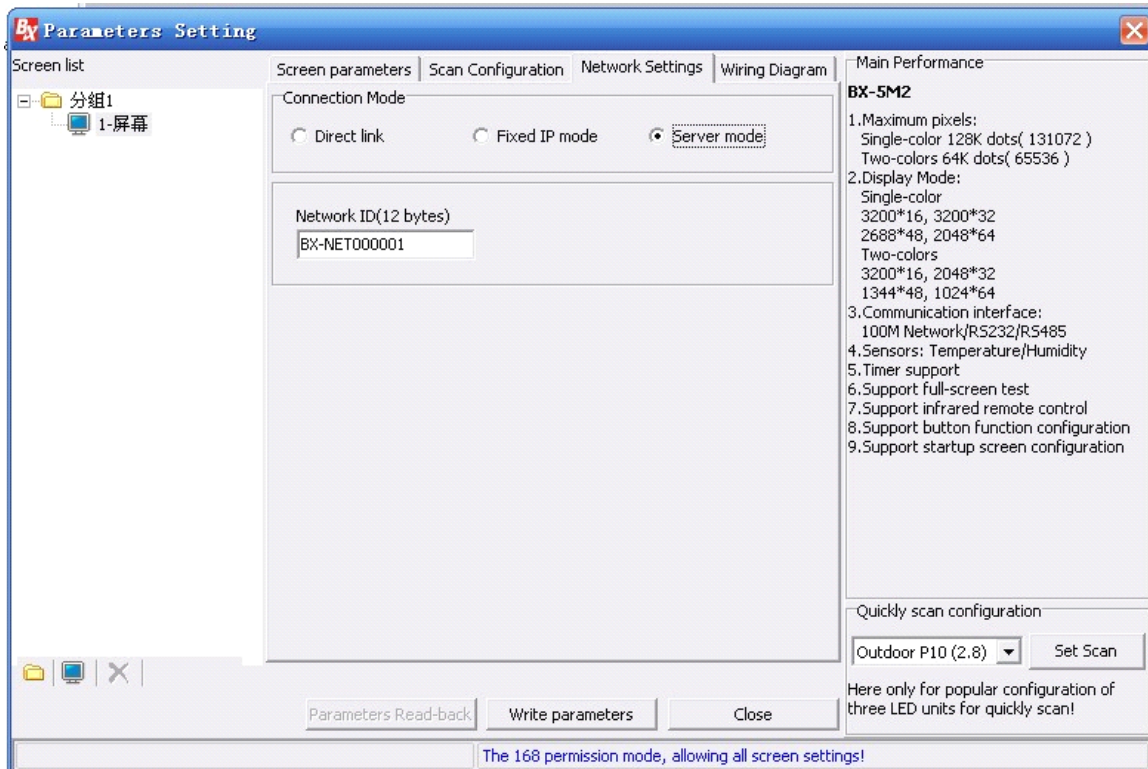 BX Parameters Setting
Screen list
分組1
1-屏幕
Screen parameters
Scan Configuration
Network Settings
Wiring Diagram
Connection Mode
Direct link
Fixed IP mode
Server mode
Network ID(12 bytes)
BX-NET000001
Main Performance
BX-5M2
1.Maximum pixels:
Single-color 128K dots( 131072 )
Two-colors 64K dots( 65536 )
2.Display Mode:
Single-color
3200*16, 3200*32
2688*48, 2048*64
Two-colors
3200*16, 2048*32
1344*48, 1024*64
3.Communication interface:
100M Network/RS232/RS485
4.Sensors: Temperature/Humidity
5.Timer support
6.Support full-screen test
7.Support infrared remote control
8.Support button function configuration
9.Support startup screen configuration
Quickly scan configuration
Outdoor P10 (2.8)
Set Scan
Here only for popular configuration of
three LED units for quickly scan!
Parameters Read-back
Write parameters
Close
The 168 permission mode, allowing all screen settings!